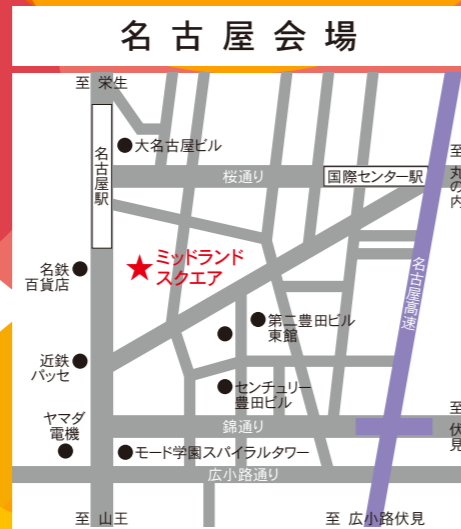 名古屋会場
至 栄生
大名古屋ビル
名古屋駅
桜通り
国際センター駅
至
丸の内
ミッドランド
スクエア
名鉄
百貨店
名古屋高速
第二豊田ビル
東館
近鉄
パッセ
センチュリー
豊田ビル
ヤマダ
電機
錦通り
至
伏見
モード学園スパイラルタワー
広小路通り
至 山王
至 広小路伏見